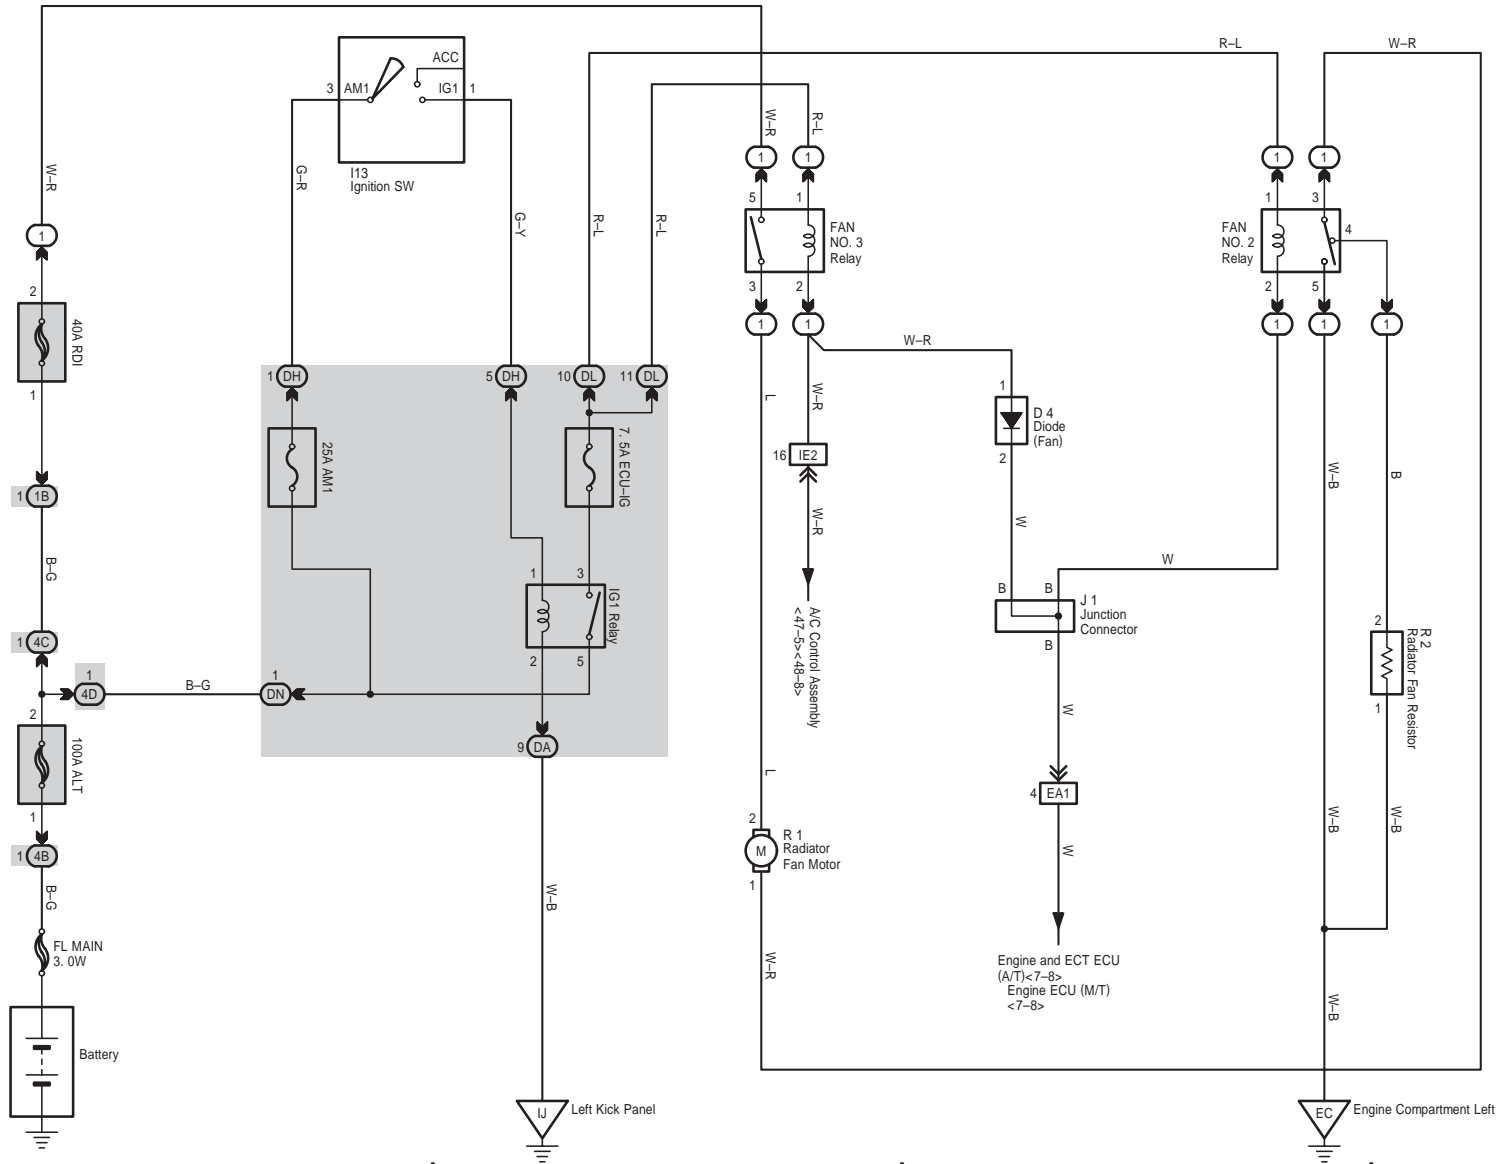 R–L
W–R
ACC
3
AM1
IG1
1
I13
Ignition SW
W–R
G–R
G–Y
R–L
R–L
W–R
R–L
1
1
1
1
1
5
1
1
3
FAN
NO. 3
Relay
FAN
NO. 2
Relay
4
3
2
2
5
1
1
1
1
1
2
40A RDI
1
W–R
1
DH
5
DH
10
DL
11
DL
L
W–R
1
D 4
Diode
(Fan)
2
25A AM1
7. 5A ECU–IG
16
IE2
W–B
B
1
1B
W–R
W
B–G
W
1
3
IG1 Relay
2
5
A/C Control Assembly
<47–5><48–8>
B
B
J 1
Junction
Connector
B
2
R 2
Radiator Fan Resistor
1
1
4C
1
4D
B–G
1
DN
2
100A ALT
1
9
DA
W
L
4
EA1
2
R 1
Radiator
Fan Motor
M
1
W–B
W–B
W
1
4B
B–G
W–B
FL MAIN
3. 0W
W–R
Engine and ECT ECU
(A/T)<7–8>
Engine ECU (M/T)
<7–8>
W–B
Battery
IJ
Left Kick Panel
EC
Engine Compartment Left